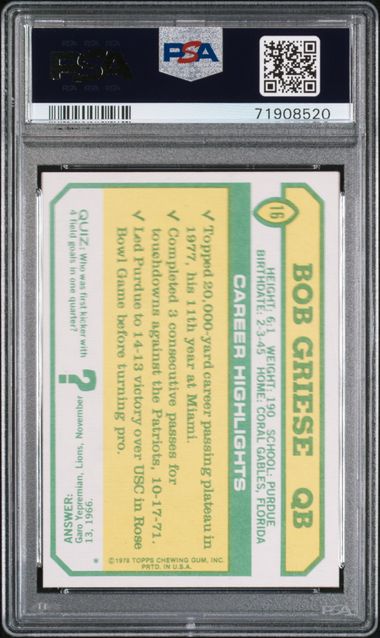 PSA
PSA
71908520
16
BOB GRIESE QB
HEIGHT: 6:1 WEIGHT: 190 SCHOOL: PURDUE
BIRTHDATE: 2-3-45 HOME: CORAL GABLES, FLORIDA
CAREER HIGHLIGHTS
✓ Topped 20,000-yard career passing plateau in
1977, his 11th year at Miami.
✓ Completed 3 consecutive passes for
touchdowns against the Patriots, 10-17-71.
✓ Led Purdue to 14-13 victory over USC in Rose
Bowl Game before turning pro.
© 1978 TOPPS CHEWING GUM, INC.
PRTD. IN U.S.A.
QUIZ: Who was first kicker with
4 field goals in one quarter?
?
ANSWER:
Garo Yepremian, Lions, November
13, 1966.
*